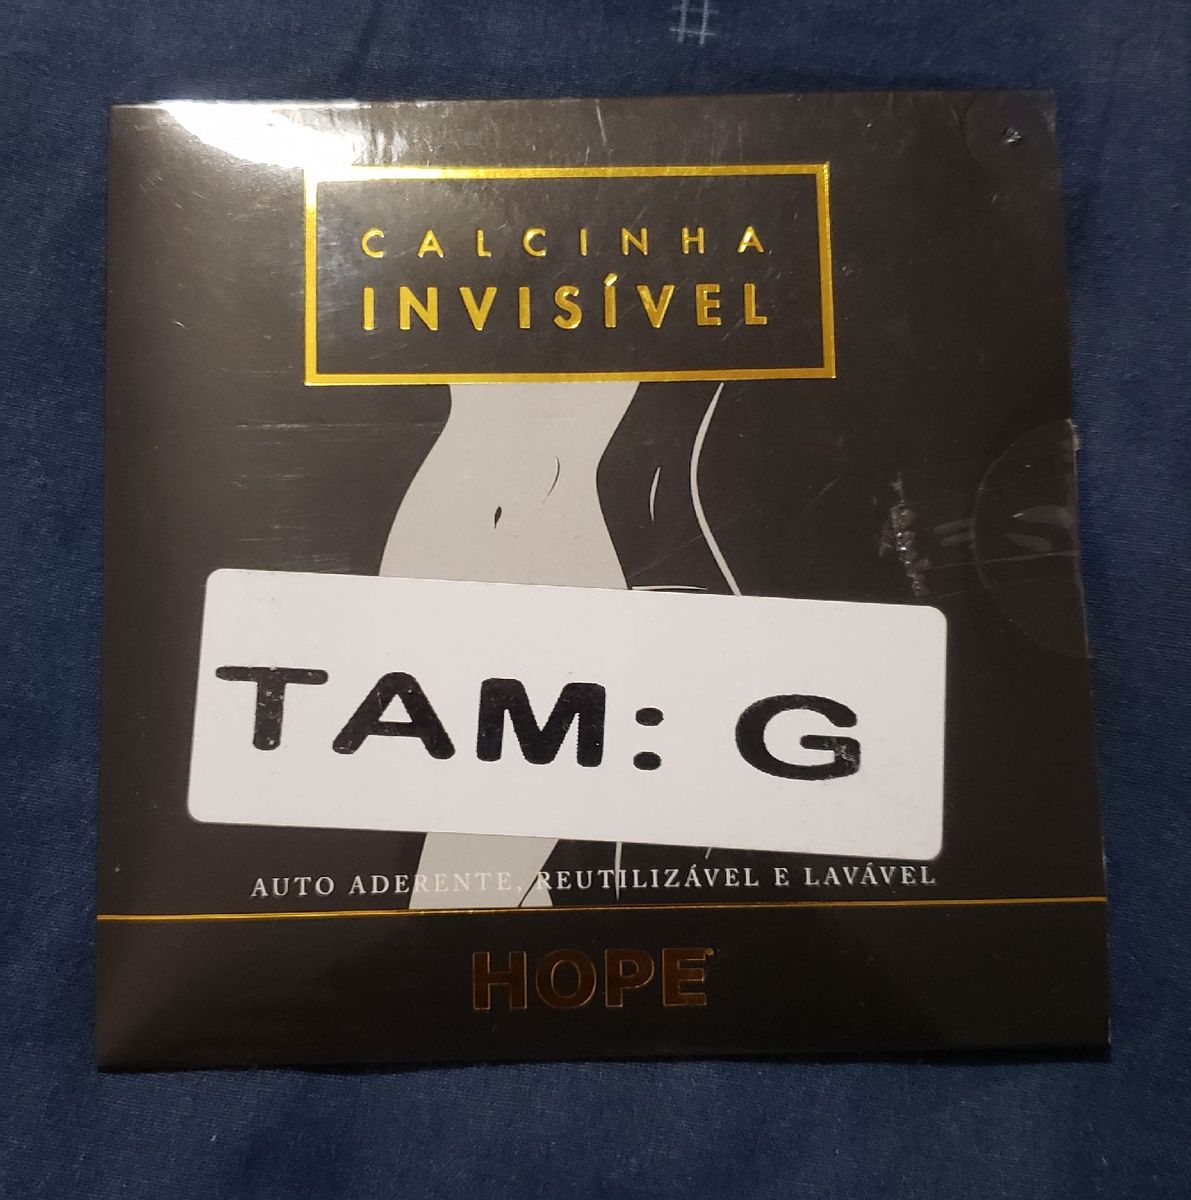 CALCINHA
INVISÍVEL
TAM: G
AUTO ADERENTE, REUTILIZÁVEL E LAVÁVEL
HOPE